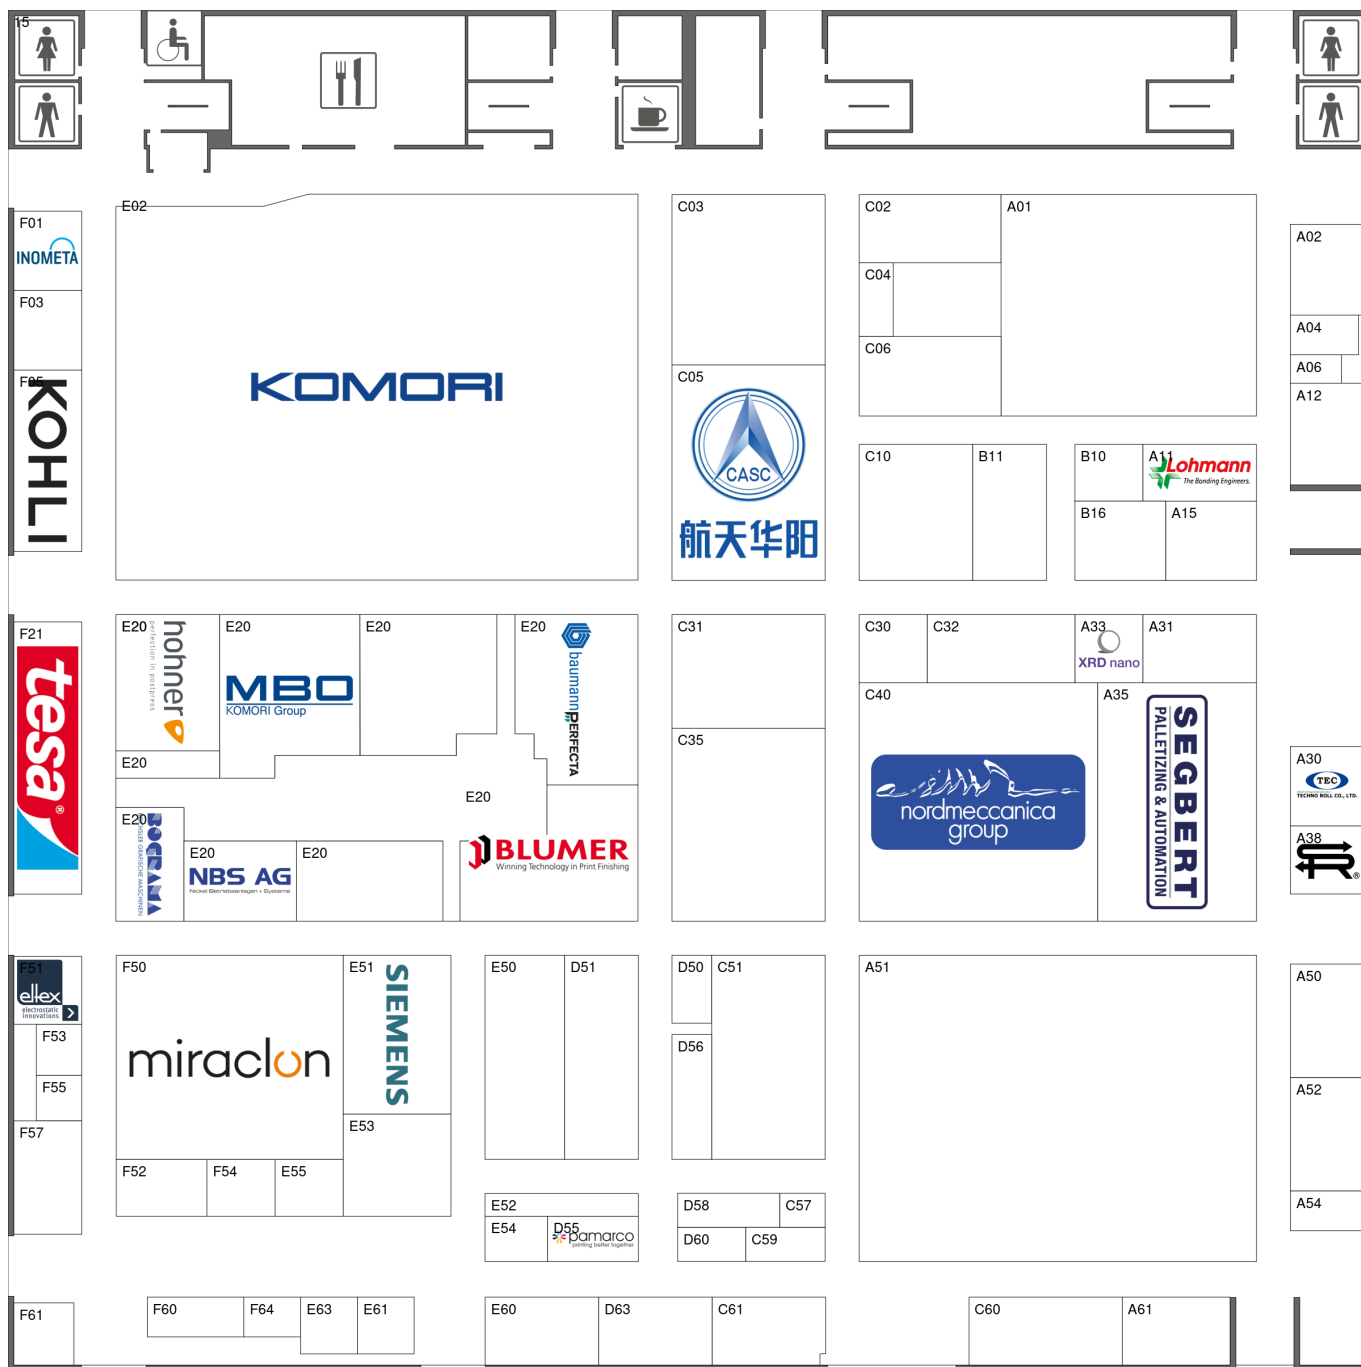 15
E02
C03
C02
A01
F01
INOMETA
A02
C04
F03
A04
C06
A06
F05
KOHLI
KOMORI
C05
CASC
航天华阳
A12
C10
B11
B10
A11
Lohmann
The Bonding Engineers.
B16
A15
F21
tesa®
E20
hohner
perfection in postpress
E20
MBO
KOMORI Group
E20
E20
baumann
PERFECTA
C31
C30
C32
A33
XRD nano
A31
C40
nordmeccanica
group
A35
SEGBERT
PALLETIZING & AUTOMATION
C35
E20
A30
TEC
TECHNO ROLL CO., LTD.
E20
E20
BOGRAMA
E20
NBS AG
Nickel Betriebsanlagen + Systeme
E20
BLUMER
Winning Technology in Print Finishing
A38
R®
F51
eltex
electrostatic
innovations
F50
miraclon
E51
SIEMENS
E50
D51
D50
C51
A51
A50
F53
D56
F55
A52
F57
E53
F52
F54
E55
E52
D58
C57
A54
E54
D55
pamarco
printing better together
D60
C59
F61
F60
F64
E63
E61
E60
D63
C61
C60
A61